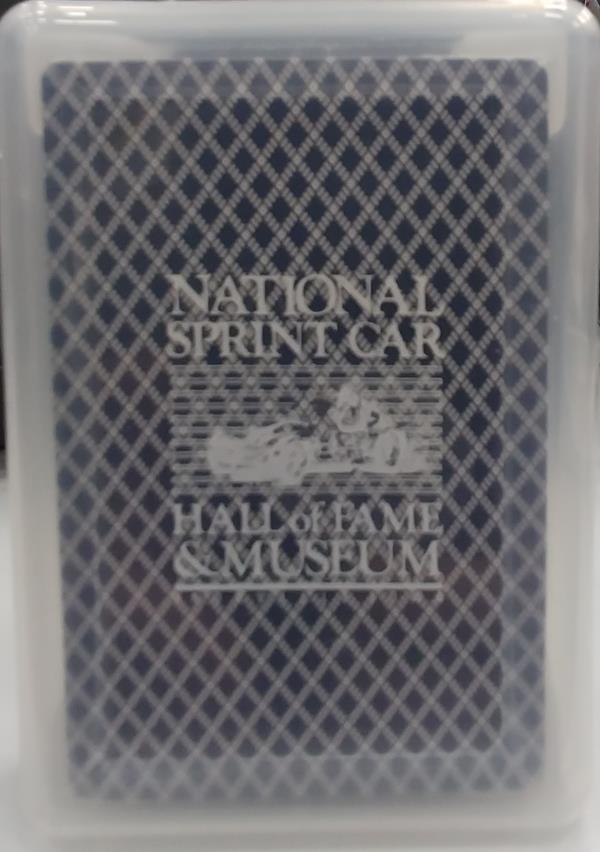 NATIONAL
SPRINT CAR
HALL of FAME
& MUSEUM